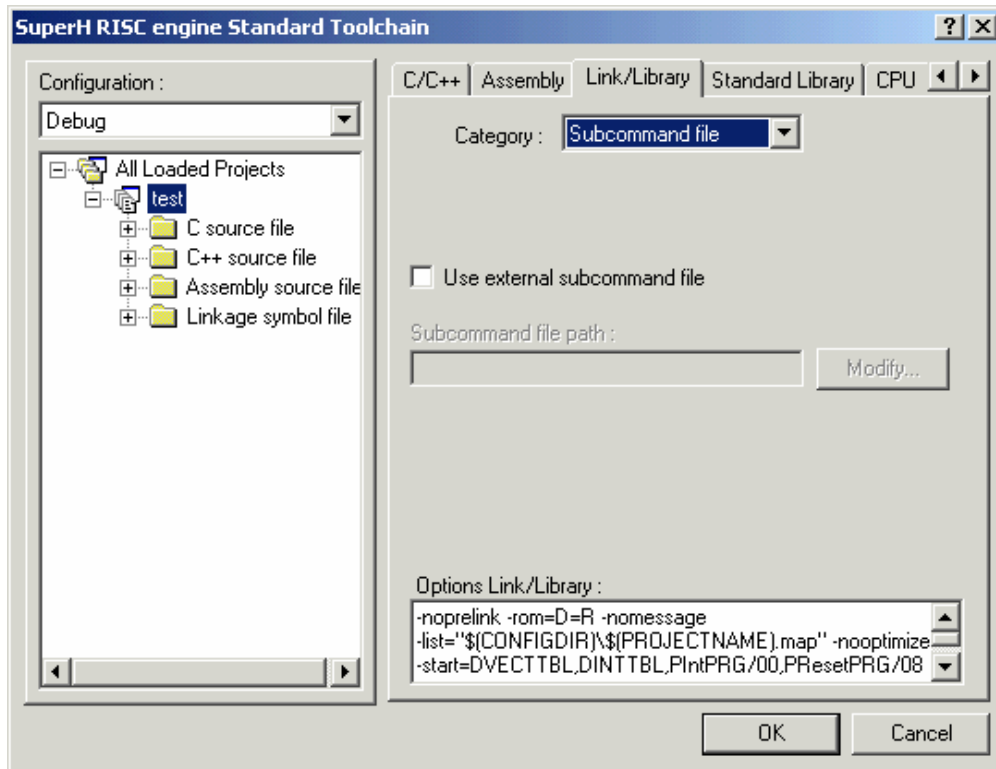 SuperH RISC engine Standard Toolchain
Configuration :
Debug
All Loaded Projects
test
C source file
C++ source file
Assembly source file
Linkage symbol file
C/C++ Assembly Link/Library Standard Library CPU
Category : Subcommand file
Use external subcommand file
Subcommand file path :
Modify...
Options Link/Library :
-noprelink -rom=D=R -nomessage
-list="$(CONFIGDIR)\$(PROJECTNAME).map" -nooptimize
-start=DVECTTBL,DINTTBL,PIntPRG/00,PResetPRG/08
OK Cancel